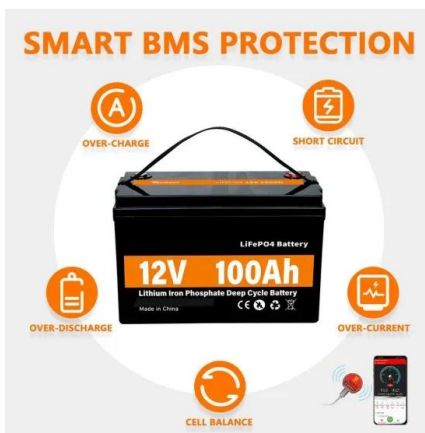 SMART BMS PROTECTION
A
OVER-CHARGE
SHORT CIRCUIT
LiFePO4 Battery
12V 100Ah
Lithium Iron Phosphate Deep Cycle Battery
Made in China
CE
OVER-DISCHARGE
OVER-CURRENT
CELL BALANCE